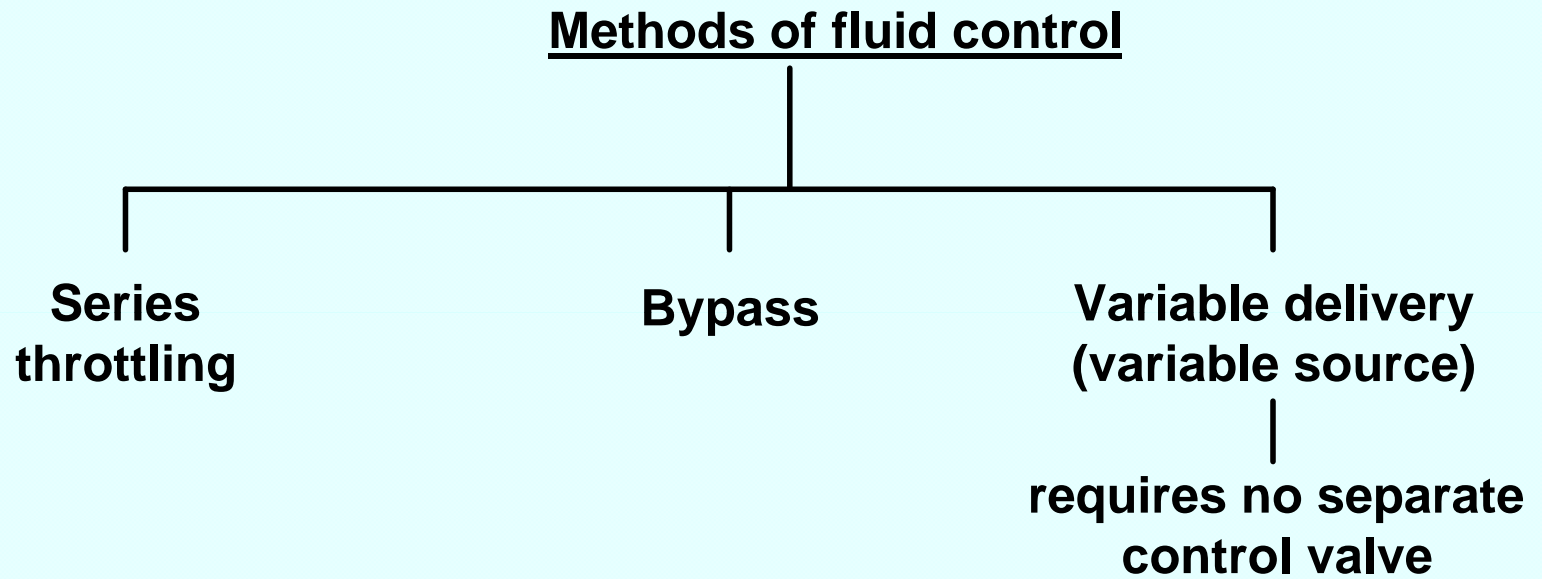 Methods of fluid control
Series
throttling
Bypass
Variable delivery
(variable source)
requires no separate
control valve